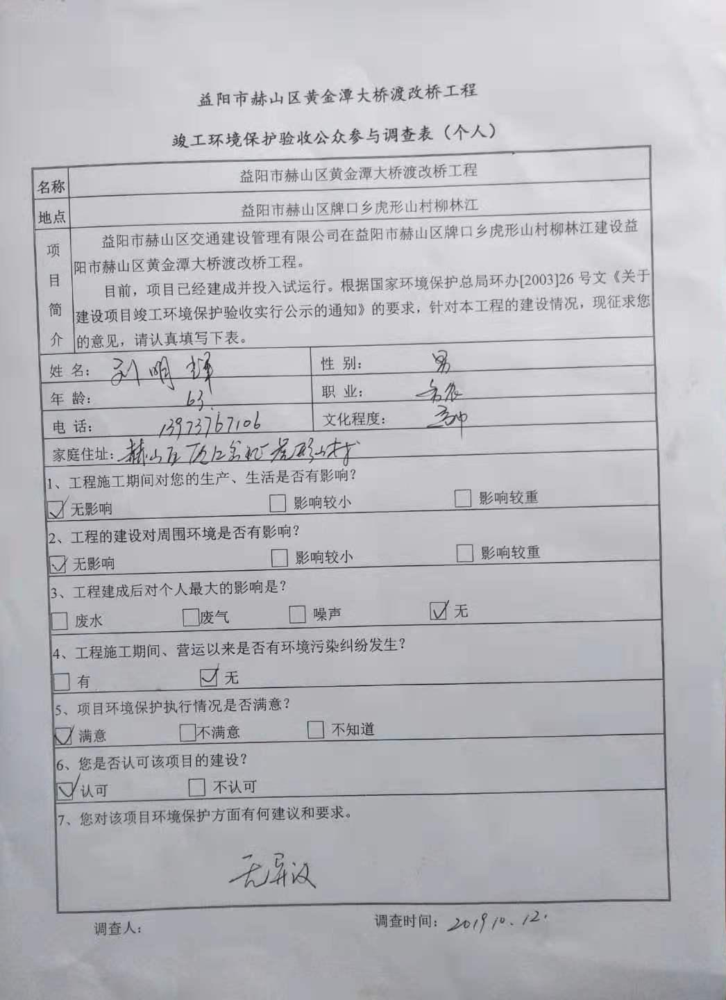 益阳市赫山区黄金潭大桥渡改桥工程
竣工环境保护验收公众参与调查表（个人）
名称 益阳市赫山区黄金潭大桥渡改桥工程
地点 益阳市赫山区牌口乡虎形山村柳林江
项目简介
益阳市赫山区交通建设管理有限公司在益阳市赫山区牌口乡虎形山村柳林江建设益
阳市赫山区黄金潭大桥渡改桥工程。
目前，项目已经建成并投入试运行。根据国家环境保护总局环办[2003]26 号文《关于
建设项目竣工环境保护验收实行公示的通知》的要求，针对本工程的建设情况，现征求您
的意见，请认真填写下表。
姓 名： 刘明辉 性 别： 男
年 龄： 63. 职 业： 务农
电 话： 13973767106 文化程度： 高中
家庭住址： 赫山区 虎形山村
1、工程施工期间对您的生产、生活是否有影响？
☑ 无影响 □ 影响较小 □ 影响较重
2、工程的建设对周围环境是否有影响？
☑ 无影响 □ 影响较小 □ 影响较重
3、工程建成后对个人最大的影响是？
□ 废水 □废气 □ 噪声 ☑ 无
4、工程施工期间、营运以来是否有环境污染纠纷发生？
□ 有 ☑ 无
5、项目环境保护执行情况是否满意？
☑ 满意 □不满意 □ 不知道
6、您是否认可该项目的建设？
☑ 认可 □ 不认可
7、您对该项目环境保护方面有何建议和要求。
无异议
调查人： 调查时间： 2019 10. 12.